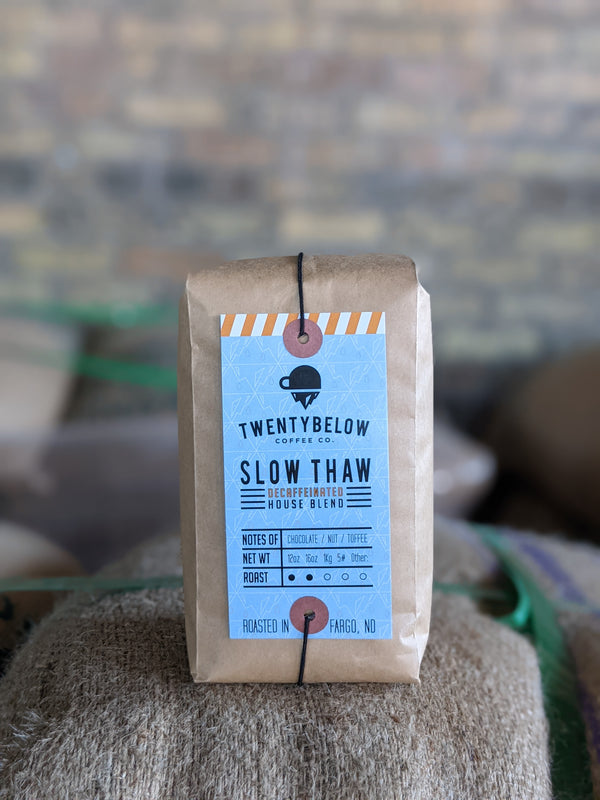 TWENTYBELOW
COFFEE CO.
SLOW THAW
DECAFFEINATED
HOUSE BLEND
NOTES OF CHOCOLATE / NUT / TOFFEE
NET WT 12oz 16oz 1Kg 5# Other:
ROAST
ROASTED IN FARGO, ND